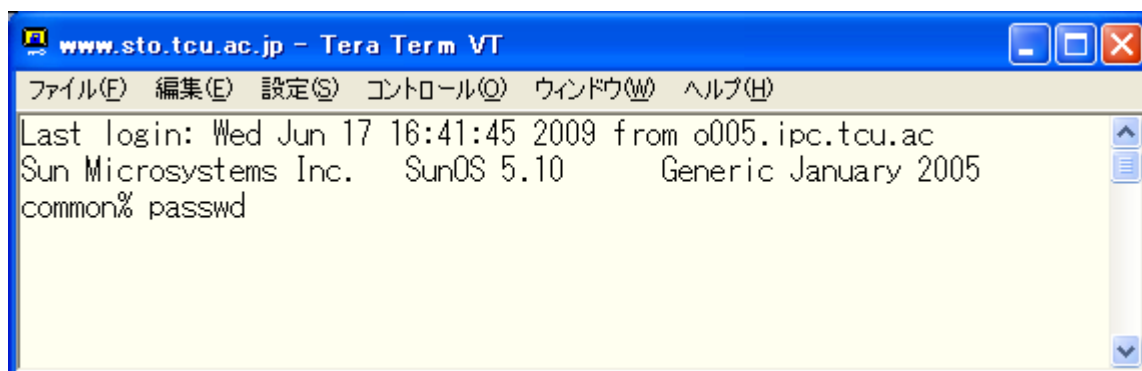 www.sto.tcu.ac.jp - Tera Term VT
ファイル(F) 編集(E) 設定(S) コントロール(O) ウィンドウ(W) ヘルプ(H)
Last login: Wed Jun 17 16:41:45 2009 from o005.ipc.tcu.ac
Sun Microsystems Inc.   SunOS 5.10      Generic January 2005
common% passwd